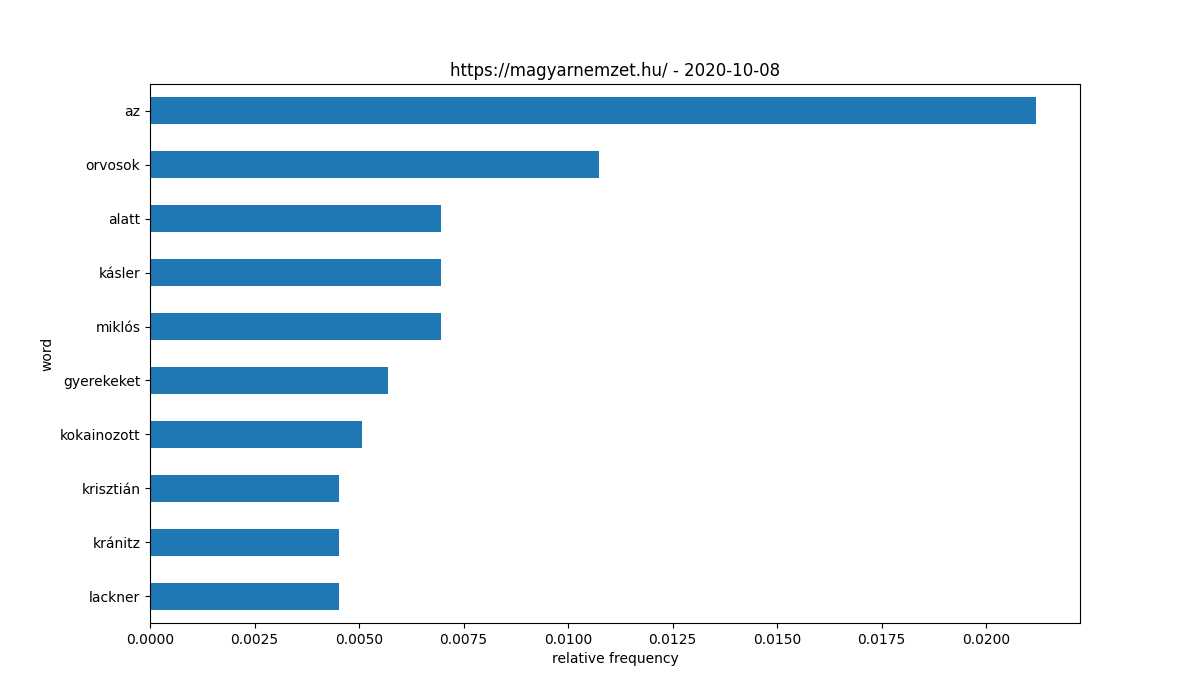 https://magyarnemzet.hu/ - 2020-10-08
az
orvosok
alatt
kásler
miklós
gyerekeket
kokainozott
krisztián
kránitz
lackner
word
0.0000 0.0025 0.0050 0.0075 0.0100 0.0125 0.0150 0.0175 0.0200
relative frequency